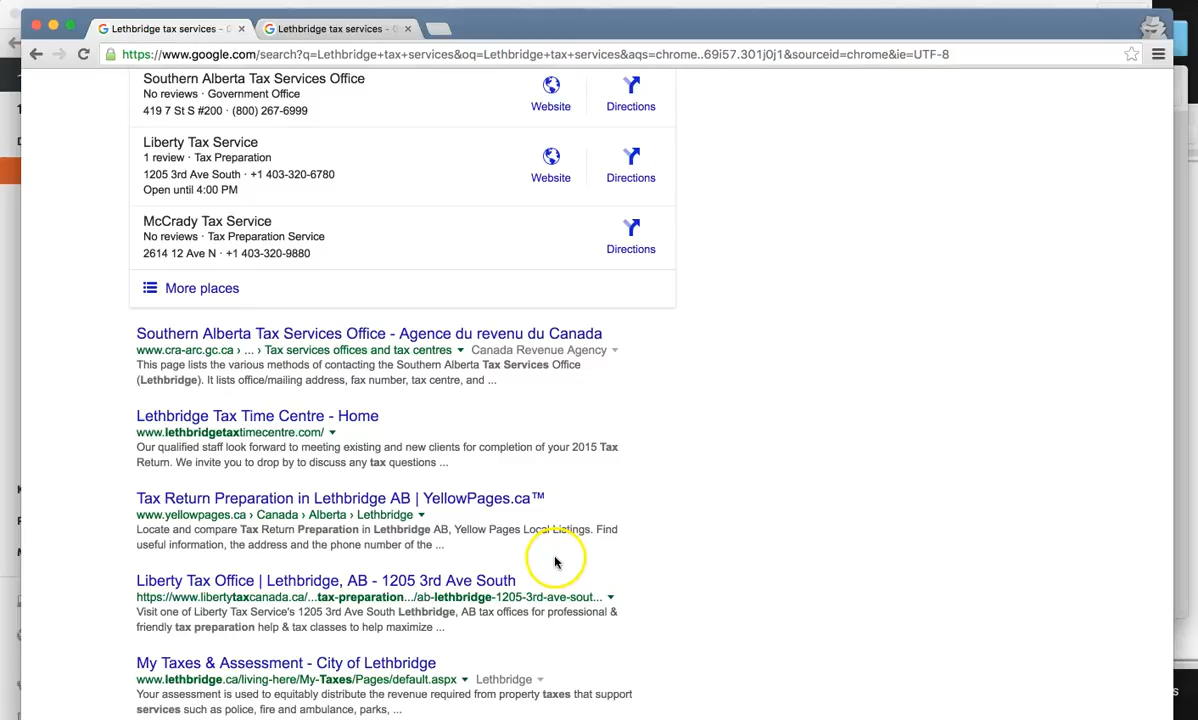 Lethbridge tax services -
Lethbridge tax services -
https://www.google.com/search?q=Lethbridge+tax+services&oq=Lethbridge+tax+services&aqs=chrome..69i57.301j0j1&sourceid=chrome&ie=UTF-8
Southern Alberta Tax Services Office
No reviews · Government Office
419 7 St S #200 · (800) 267-6999
Website
Directions
Liberty Tax Service
1 review · Tax Preparation
1205 3rd Ave South · +1 403-320-6780
Open until 4:00 PM
Website
Directions
McCrady Tax Service
No reviews · Tax Preparation Service
2614 12 Ave N · +1 403-320-9880
Directions
More places
Southern Alberta Tax Services Office - Agence du revenu du Canada
www.cra-arc.gc.ca › ... › Tax services offices and tax centres ▾ Canada Revenue Agency ▾
This page lists the various methods of contacting the Southern Alberta Tax Services Office
(Lethbridge). It lists office/mailing address, fax number, tax centre, and ...
Lethbridge Tax Time Centre - Home
www.lethbridgetaxtimecentre.com/ ▾
Our qualified staff look forward to meeting existing and new clients for completion of your 2015 Tax
Return. We invite you to drop by to discuss any tax questions ...
Tax Return Preparation in Lethbridge AB | YellowPages.ca™
www.yellowpages.ca › Canada › Alberta › Lethbridge ▾
Locate and compare Tax Return Preparation in Lethbridge AB, Yellow Pages Local Listings. Find
useful information, the address and the phone number of the ...
Liberty Tax Office | Lethbridge, AB - 1205 3rd Ave South
https://www.libertytaxcanada.ca/...tax-preparation.../ab-lethbridge-1205-3rd-ave-sout... ▾
Visit one of Liberty Tax Service's 1205 3rd Ave South Lethbridge, AB tax offices for professional &
friendly tax preparation help & tax classes to help maximize ...
My Taxes & Assessment - City of Lethbridge
www.lethbridge.ca/living-here/My-Taxes/Pages/default.aspx ▾ Lethbridge ▾
Your assessment is used to equitably distribute the revenue required from property taxes that support
services such as police, fire and ambulance, parks, ...